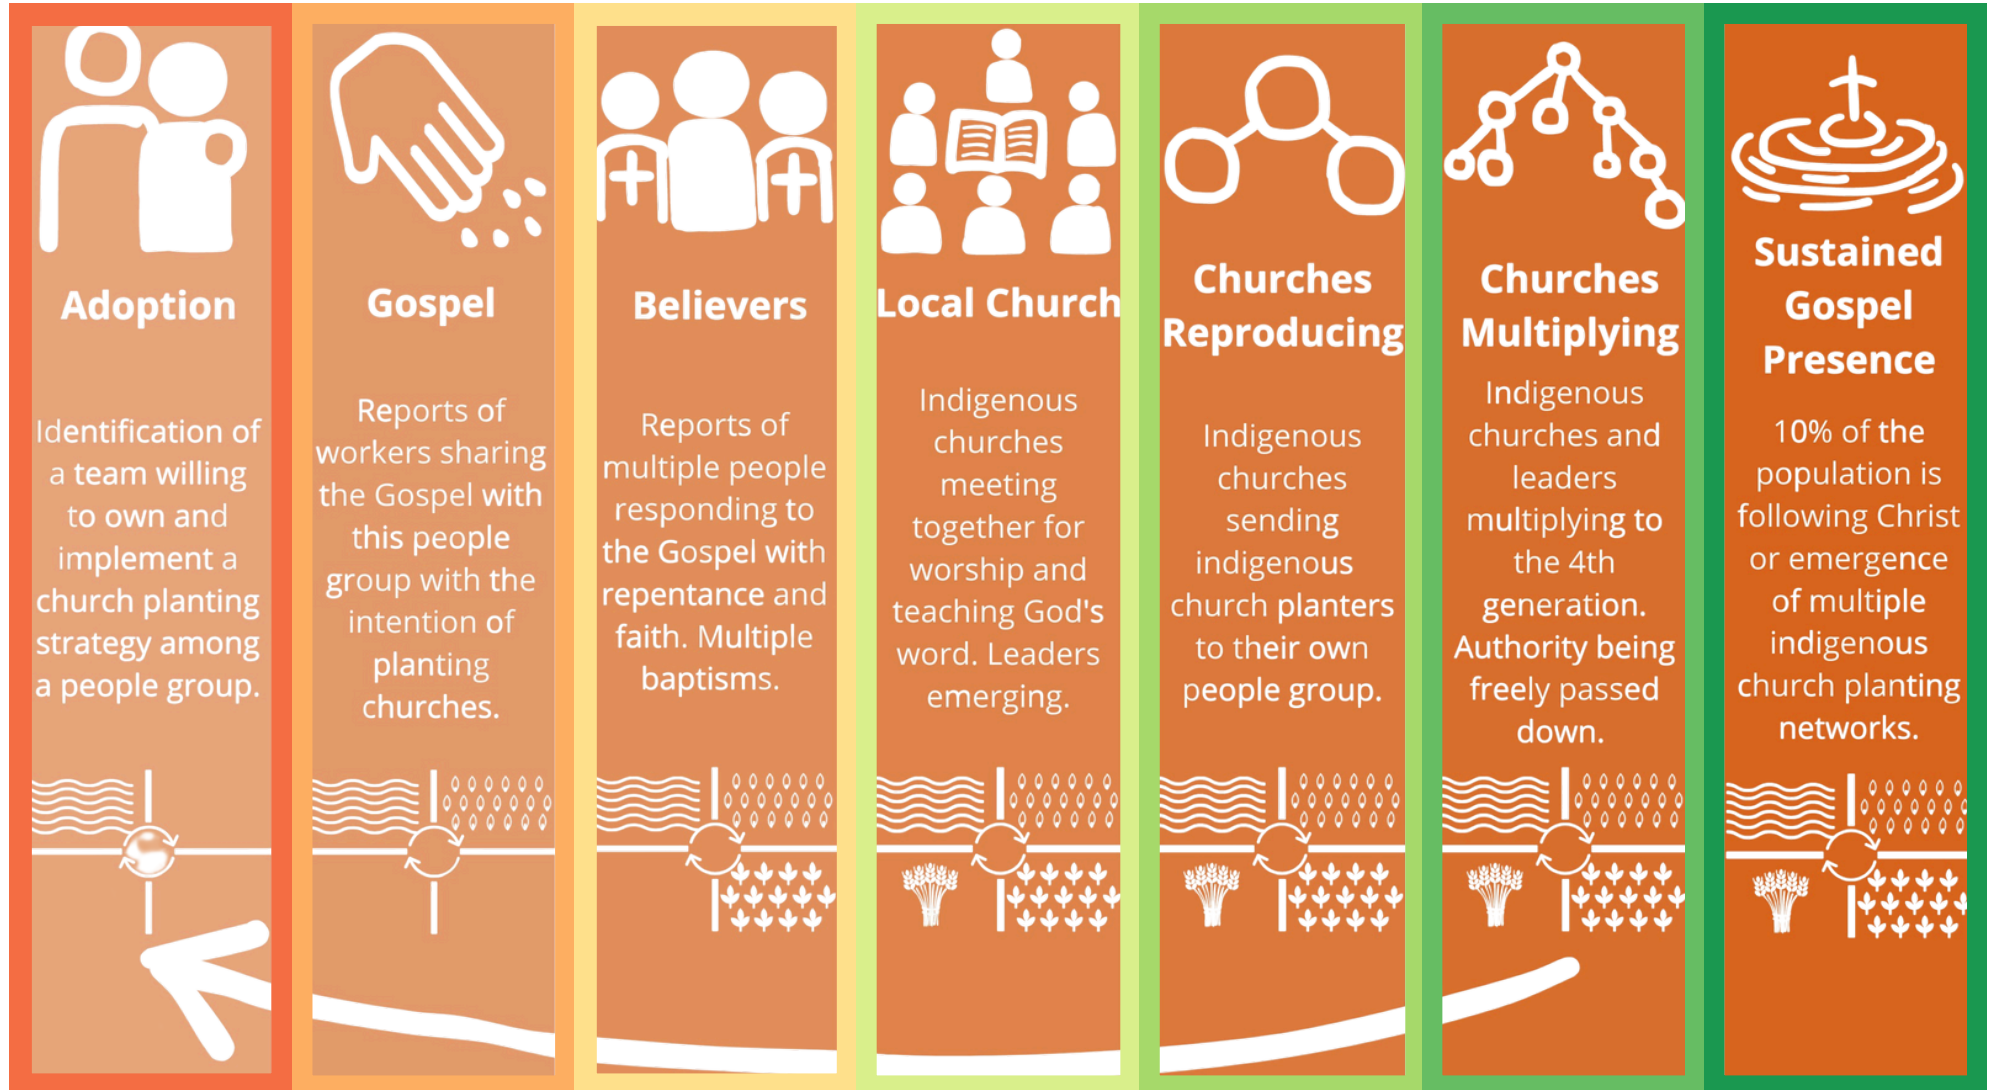 Adoption
Identification of
a team willing
to own and
implement a
church planting
strategy among
a people group.
Gospel
Reports of
workers sharing
the Gospel with
this people
group with the
intention of
planting
churches.
Believers
Reports of
multiple people
responding to
the Gospel with
repentance and
faith. Multiple
baptisms.
Local Church
Indigenous
churches
meeting
together for
worship and
teaching God's
word. Leaders
emerging.
Churches
Reproducing
Indigenous
churches
sending
indigenous
church planters
to their own
people group.
Churches
Multiplying
Indigenous
churches and
leaders
multiplying to
the 4th
generation.
Authority being
freely passed
down.
Sustained
Gospel
Presence
10% of the
population is
following Christ
or emergence
of multiple
indigenous
church planting
networks.